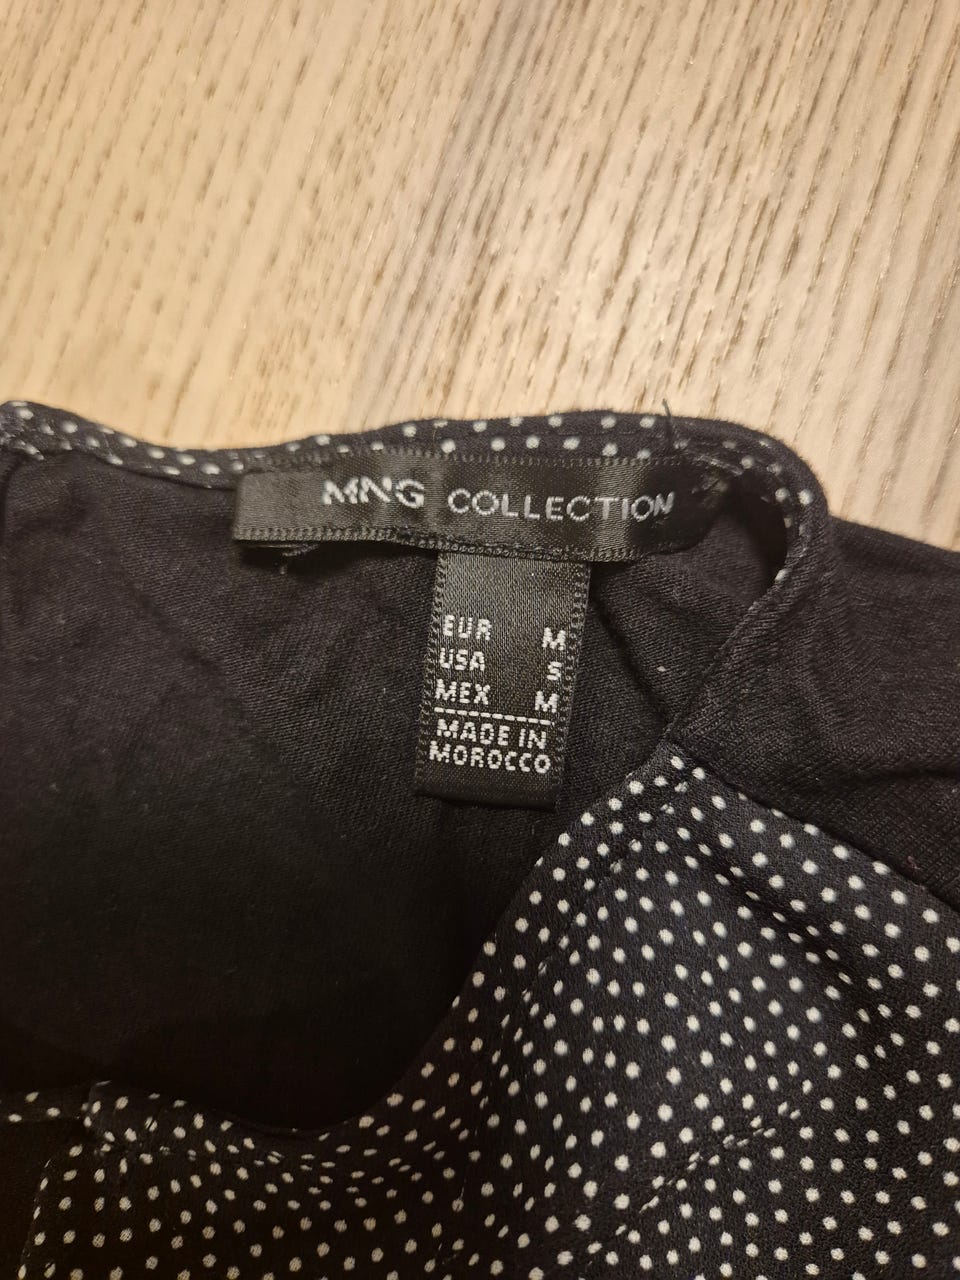 MNG COLLECTION
EUR M
USA S
MEX M
MADE IN
MOROCCO